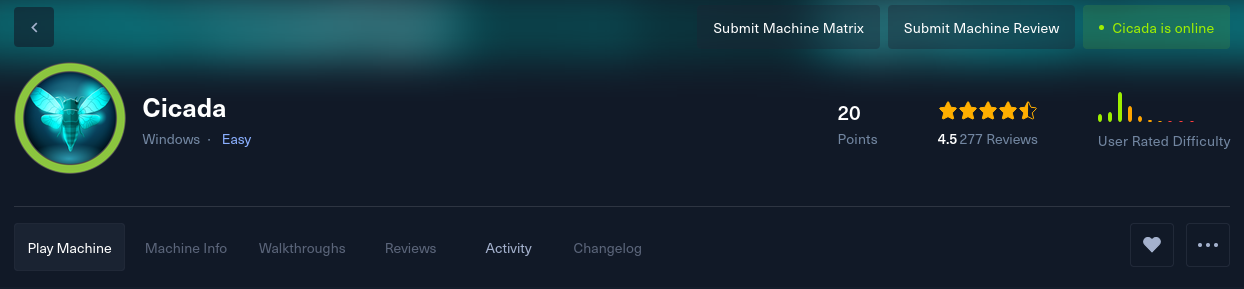 Submit Machine Matrix
Submit Machine Review
Cicada is online
Cicada
Windows · Easy
20
Points
4.5 277 Reviews
User Rated Difficulty
Play Machine
Machine Info
Walkthroughs
Reviews
Activity
Changelog